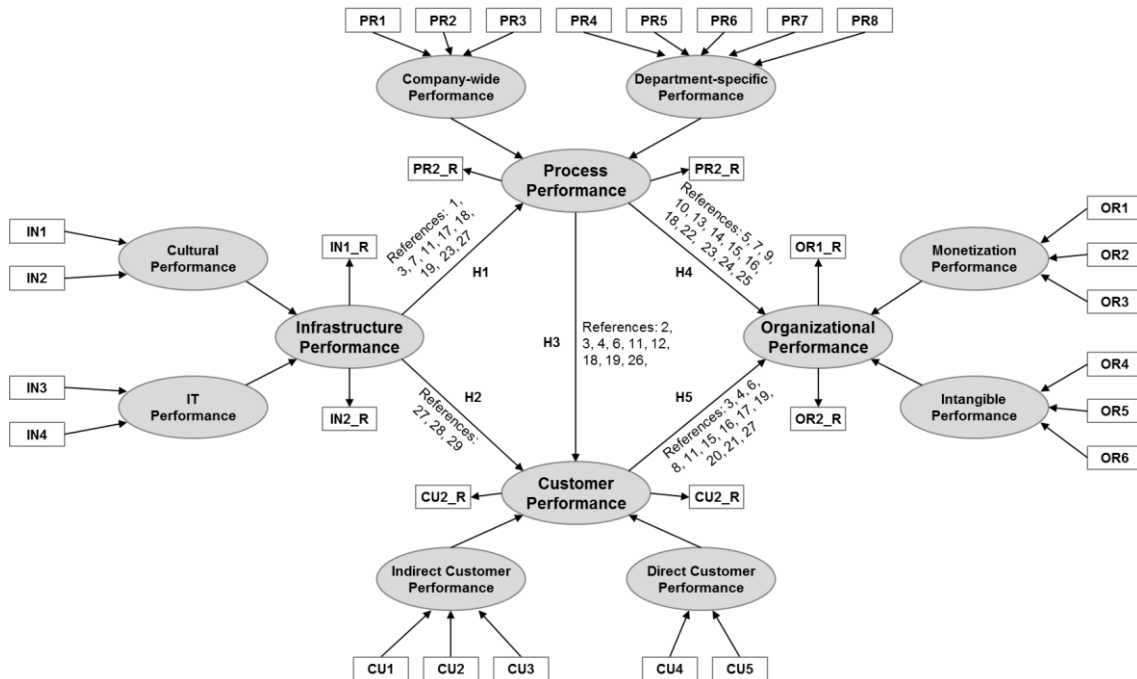 PR1
PR2
PR3
PR4
PR5
PR6
PR7
PR8
Company-wide
Performance
Department-specific
Performance
PR2_R
Process
Performance
PR2_R
References: 1,
3, 7, 11, 17, 18,
19, 23, 27
H1
References: 5, 7, 9,
10, 13, 14, 15, 16,
18, 22, 23, 24, 25
H4
IN1
IN2
Cultural
Performance
IN1_R
OR1_R
Monetization
Performance
OR1
OR2
OR3
Infrastructure
Performance
H3
References: 2,
3, 4, 6, 11, 12,
18, 19, 26,
Organizational
Performance
IN3
IN4
IT
Performance
IN2_R
H2
References:
27, 28, 29
H5
References: 3, 4, 6,
8, 11, 15, 16, 17, 19,
20, 21, 27
OR2_R
Intangible
Performance
OR4
OR5
OR6
CU2_R
Customer
Performance
CU2_R
Indirect Customer
Performance
Direct Customer
Performance
CU1
CU2
CU3
CU4
CU5